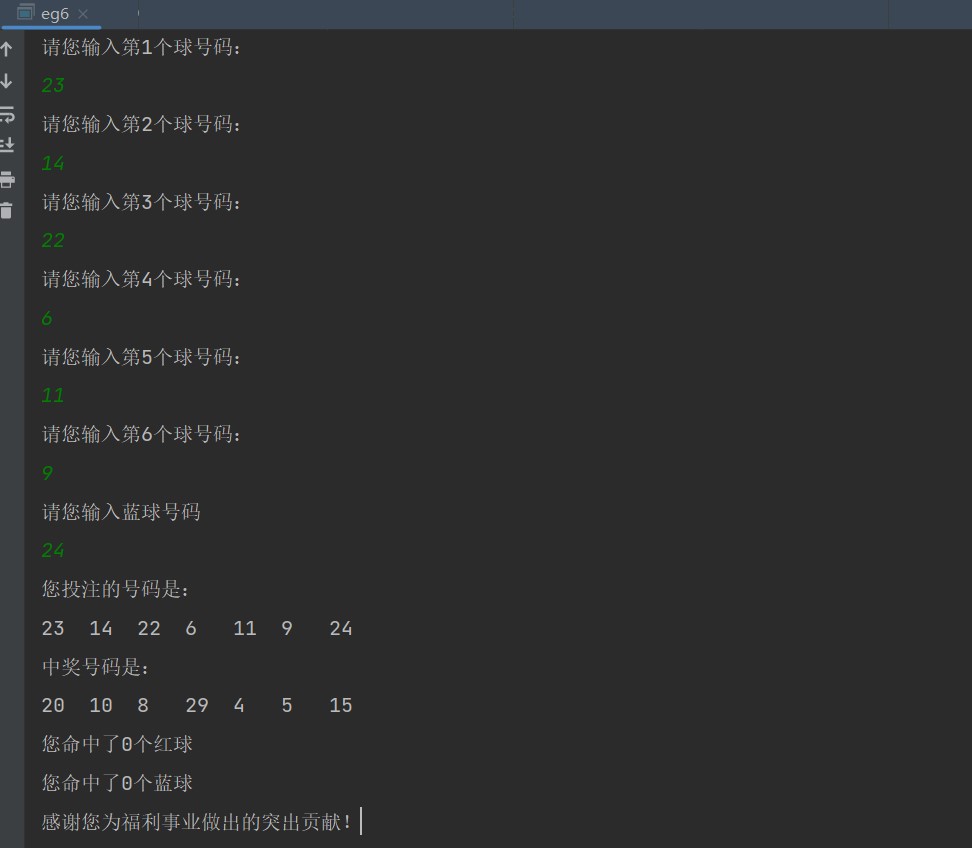 eg6
请您输入第1个球号码:
23
请您输入第2个球号码:
14
请您输入第3个球号码:
22
请您输入第4个球号码:
6
请您输入第5个球号码:
11
请您输入第6个球号码:
9
请您输入蓝球号码
24
您投注的号码是:
23 14 22 6 11 9 24
中奖号码是:
20 10 8 29 4 5 15
您命中了0个红球
您命中了0个蓝球
感谢您为福利事业做出的突出贡献!